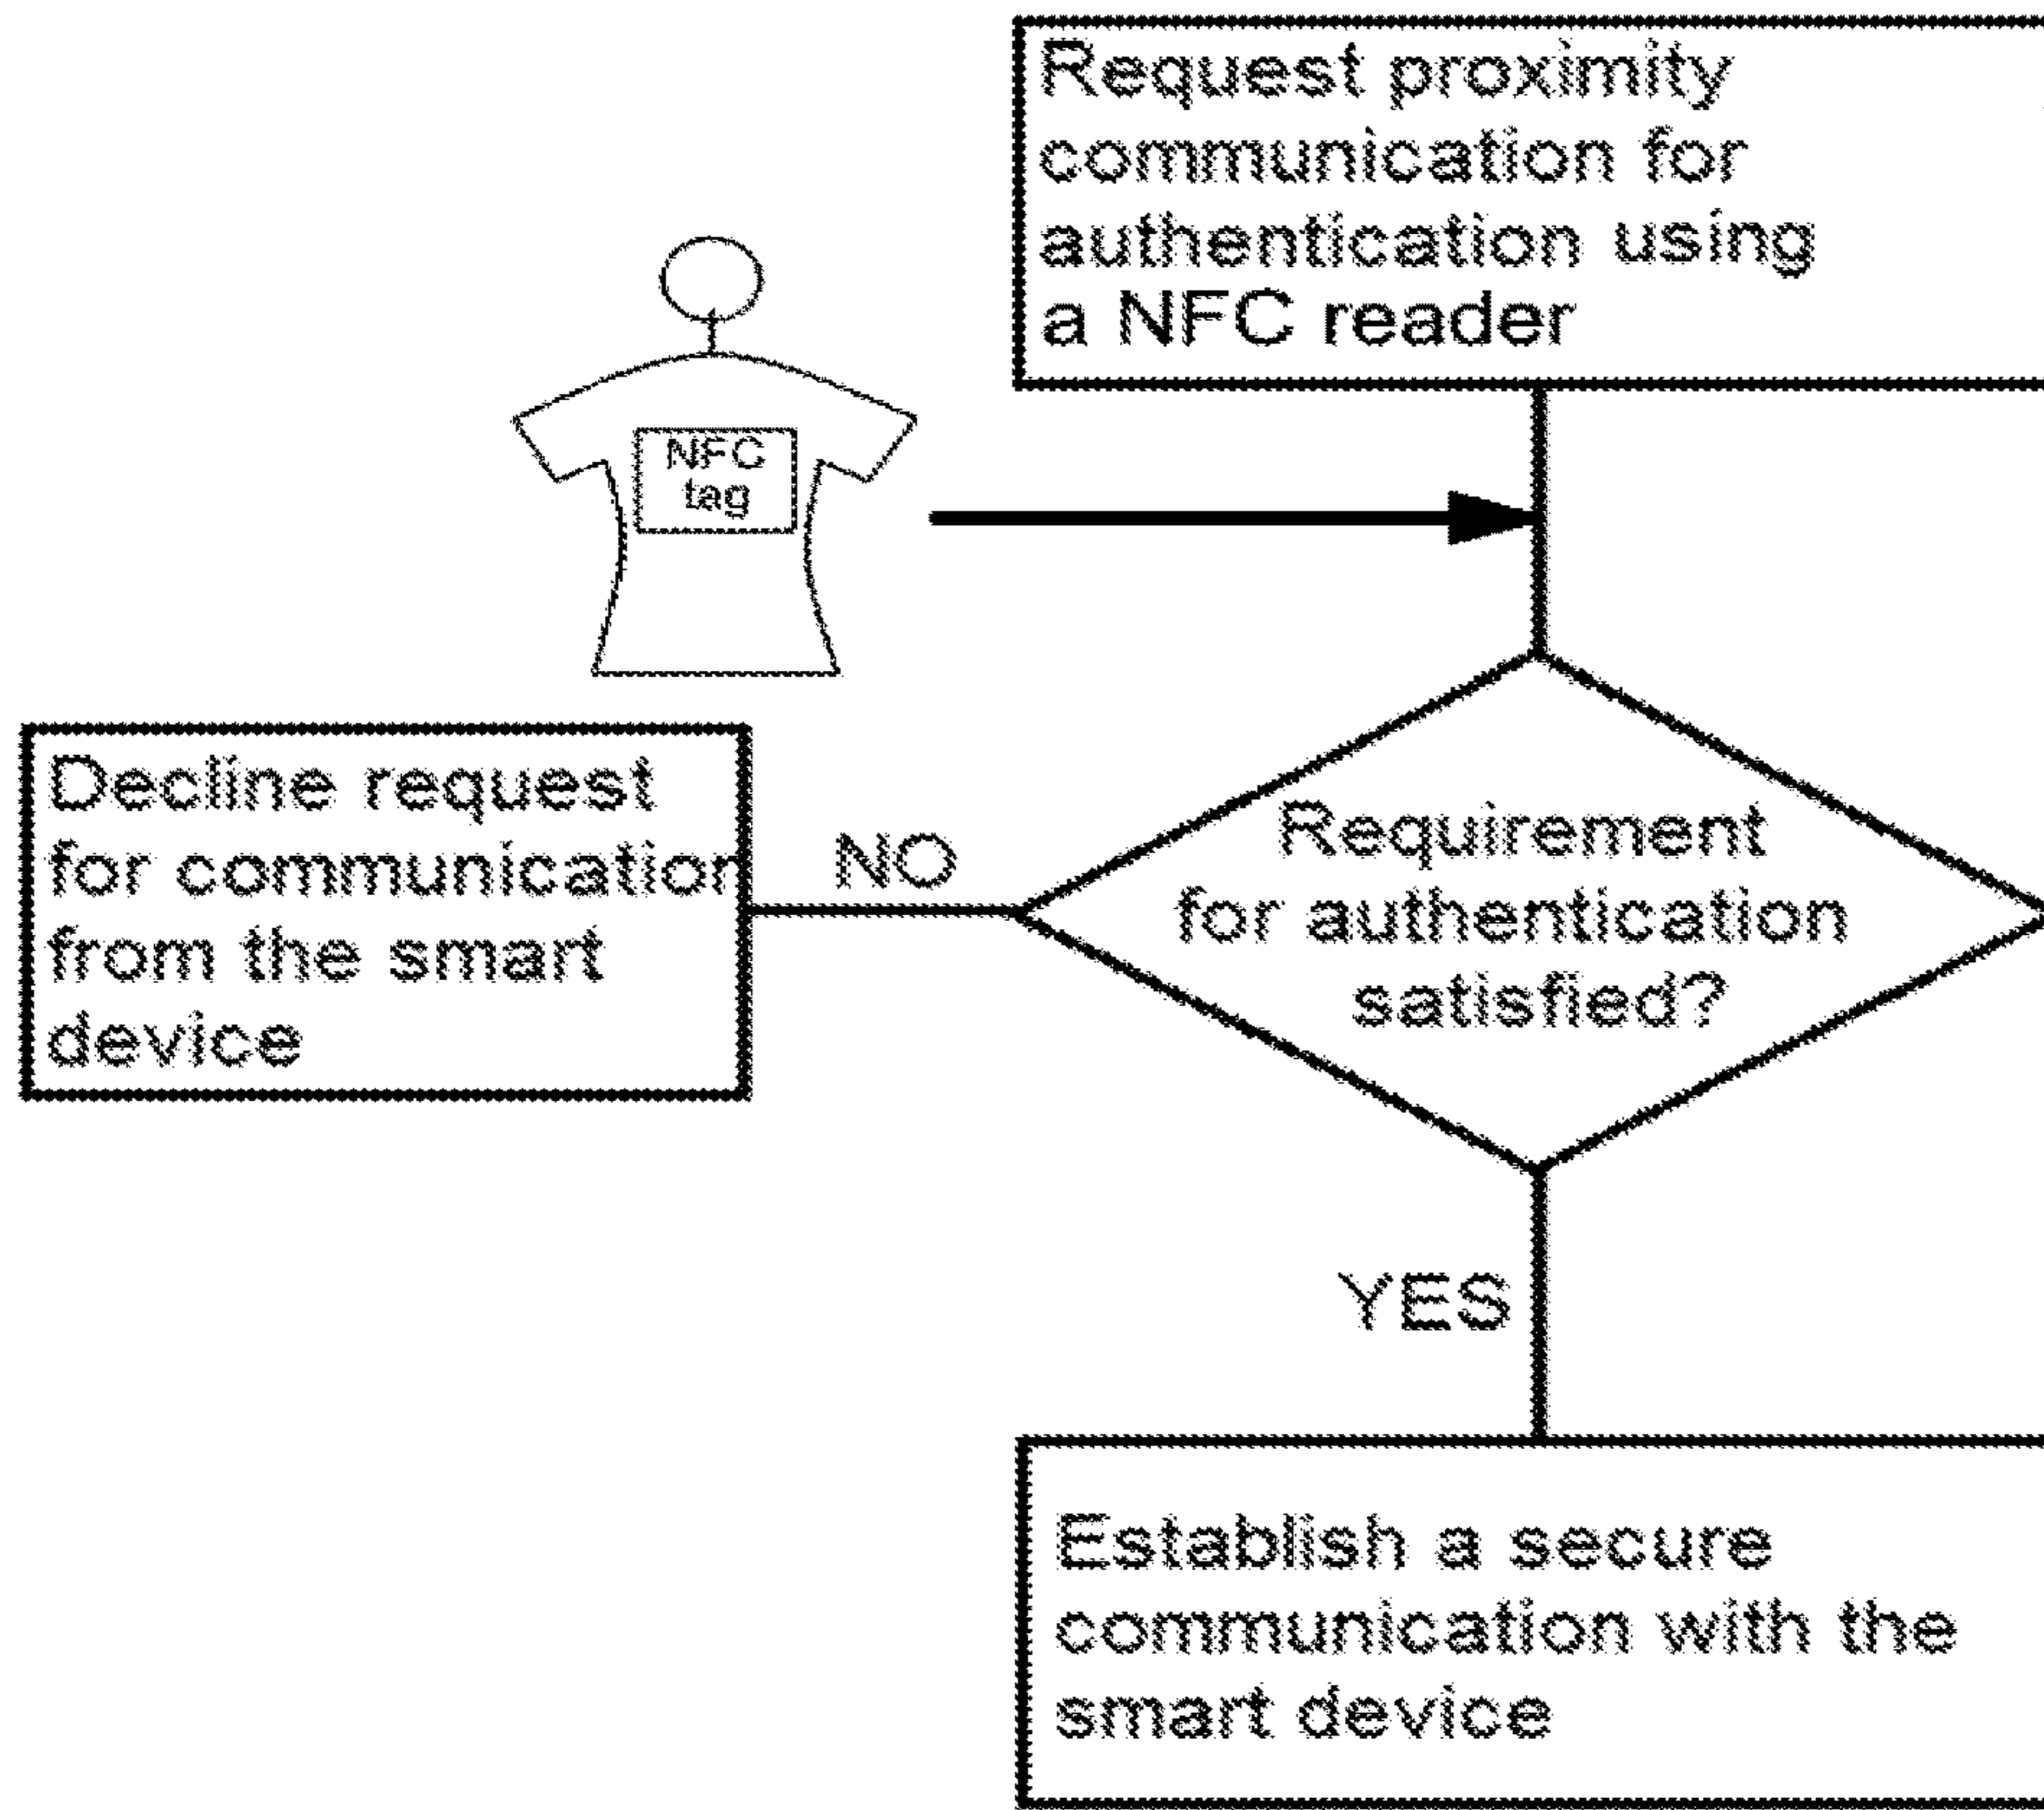 Request proximity
communication for
authentication using
a NFC reader
NFC
tag
Decline request
for communication
from the smart
device
NO
Requirement
for authentication
satisfied?
YES
Establish a secure
communication with the
smart device